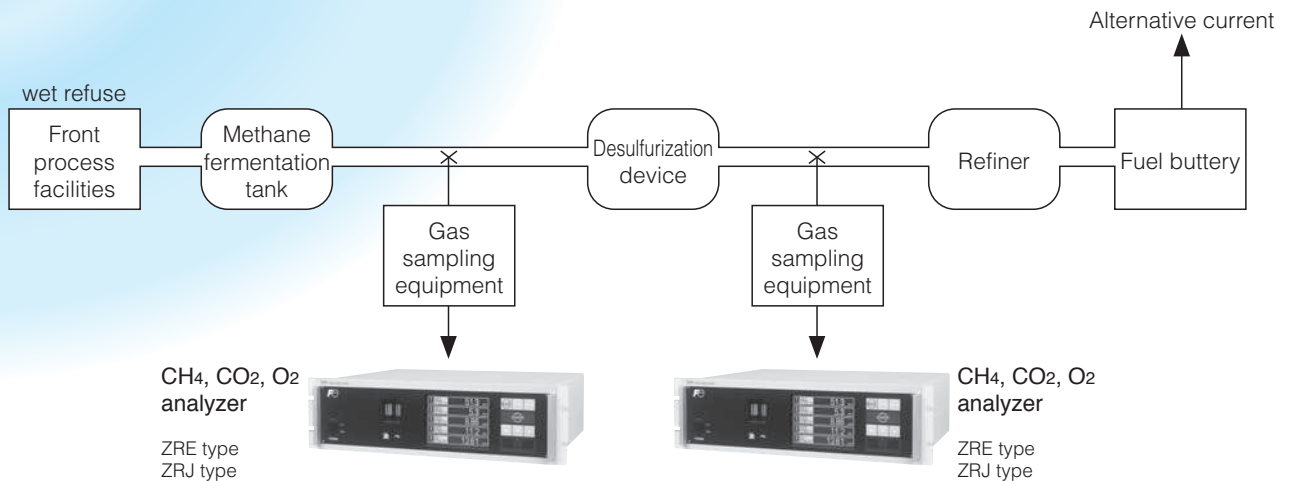 Alternative current
wet refuse
Front
process
facilities
Methane
fermentation
tank
Desulfurization
device
Refiner
Fuel buttery
Gas
sampling
equipment
Gas
sampling
equipment
CH4, CO2, O2
analyzer
ZRE type
ZRJ type
CH4, CO2, O2
analyzer
ZRE type
ZRJ type